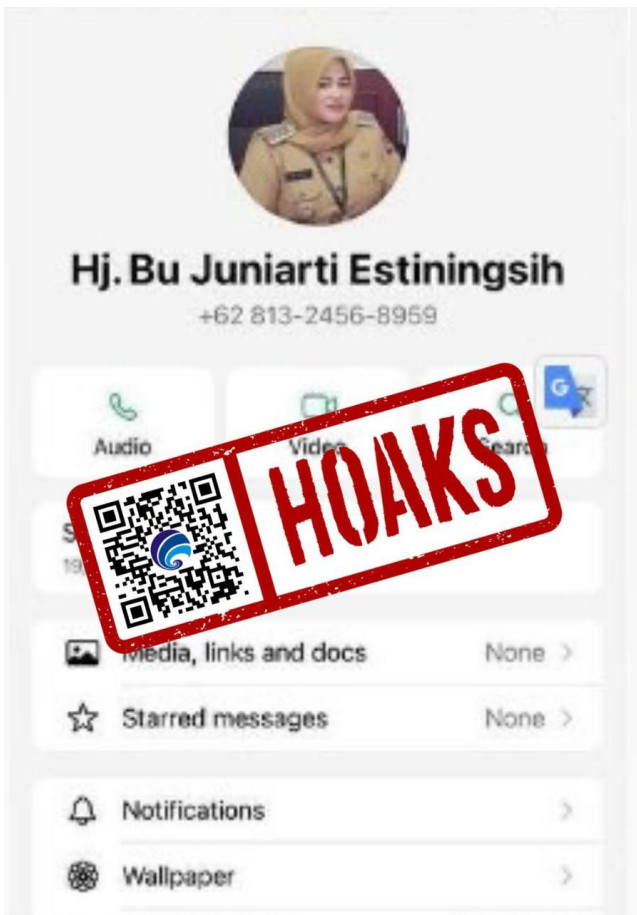 Hj. Bu Juniarti Estiningsih
+62 813-2456-8959
Audio
Video
Search
HOAKS
Media, links and docs
None
Starred messages
None
Notifications
Wallpaper